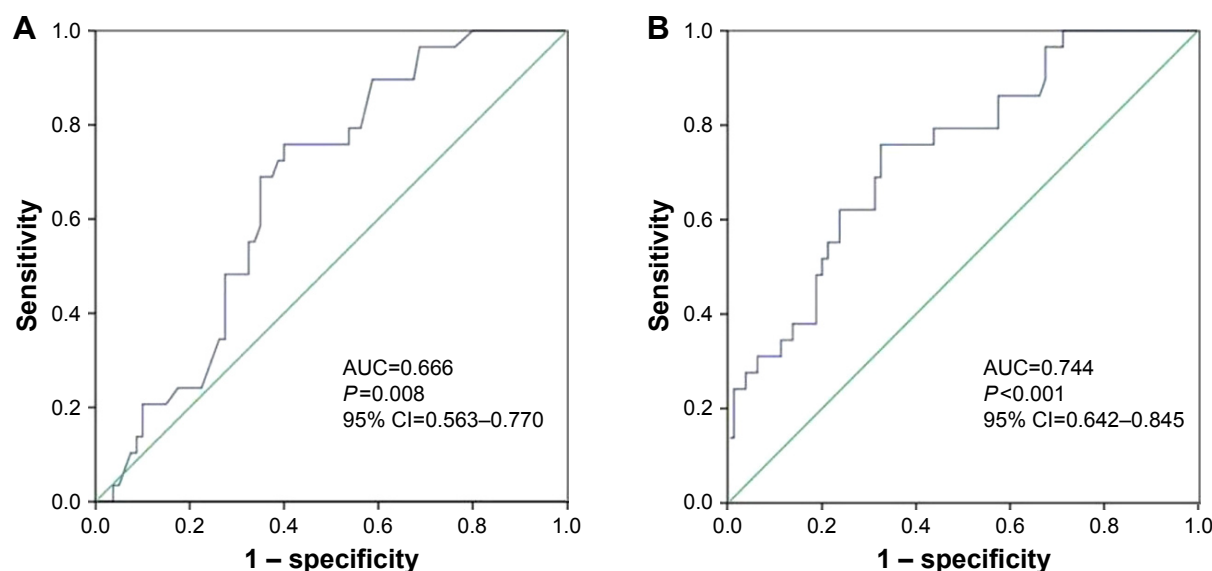 A
1.0
0.8
0.6
0.4
0.2
0.0
Sensitivity
0.0 0.2 0.4 0.6 0.8 1.0
1 – specificity
AUC=0.666
P=0.008
95% CI=0.563–0.770
B
1.0
0.8
0.6
0.4
0.2
0.0
Sensitivity
0.0 0.2 0.4 0.6 0.8 1.0
1 – specificity
AUC=0.744
P<0.001
95% CI=0.642–0.845